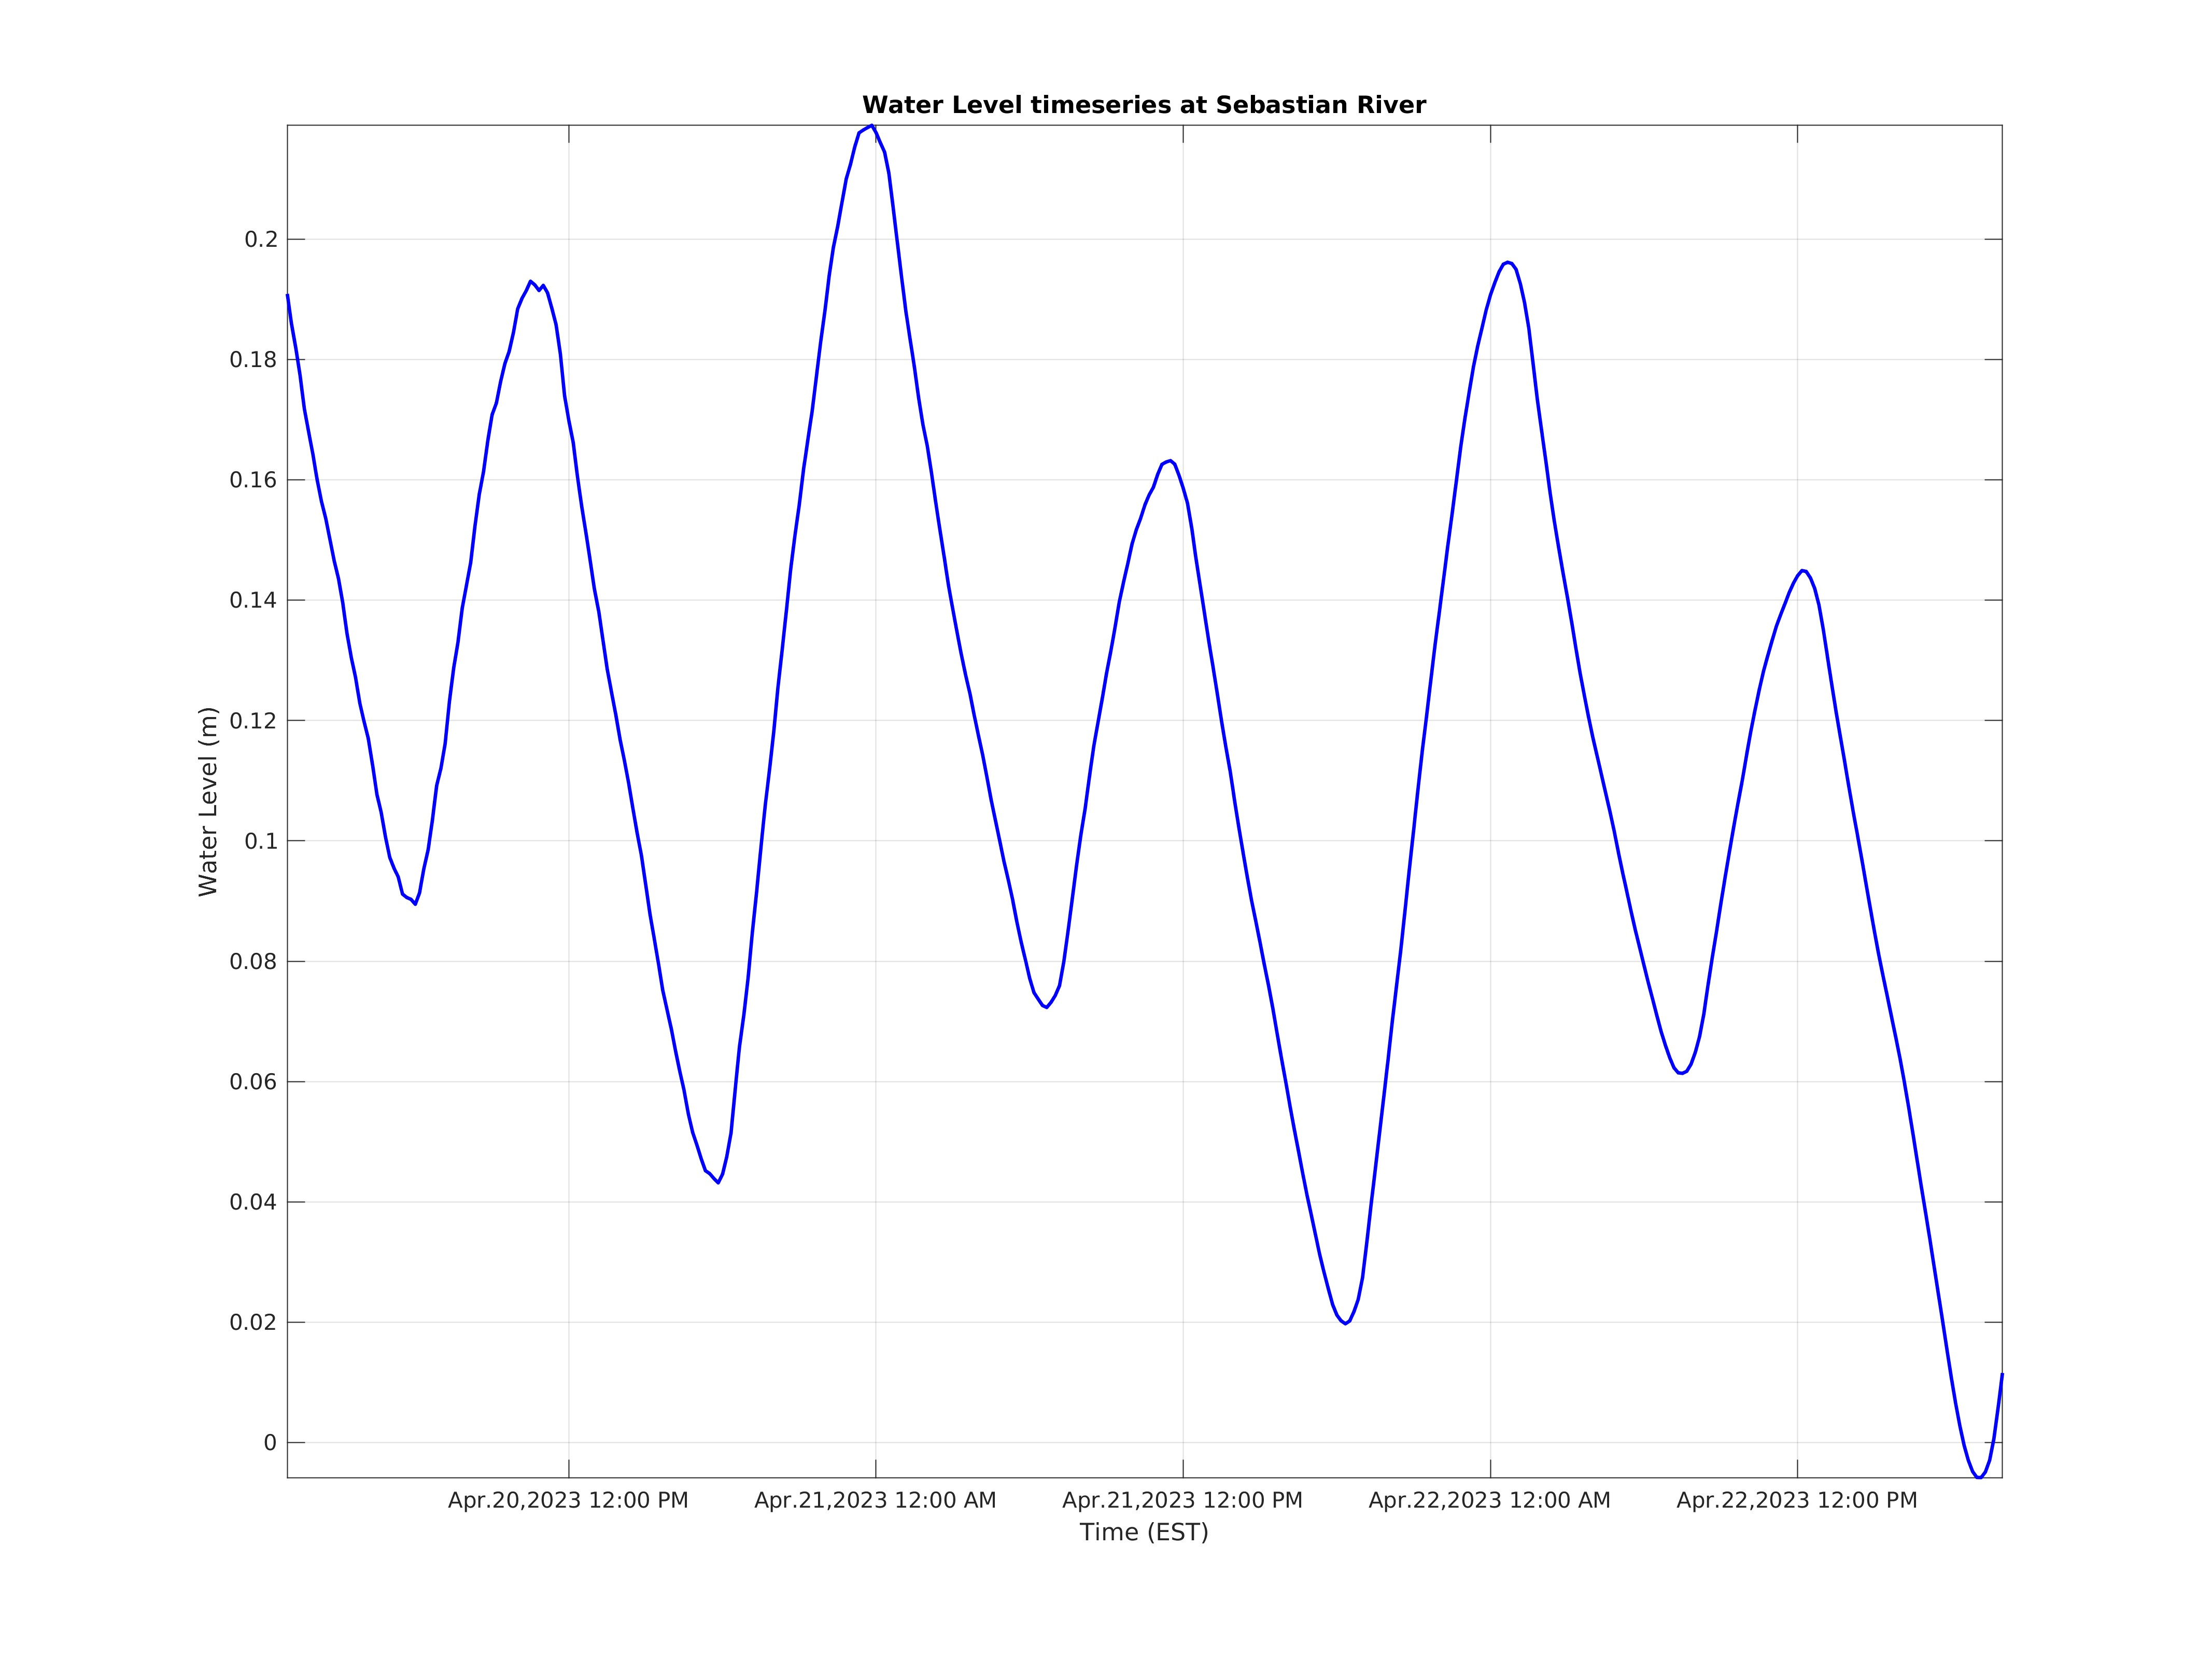 Water Level timeseries at Sebastian River
0.2
0.18
0.16
0.14
0.12
0.1
0.08
0.06
0.04
0.02
0
Water Level (m)
Apr.20,2023 12:00 PM
Apr.21,2023 12:00 AM
Apr.21,2023 12:00 PM
Apr.22,2023 12:00 AM
Apr.22,2023 12:00 PM
Time (EST)